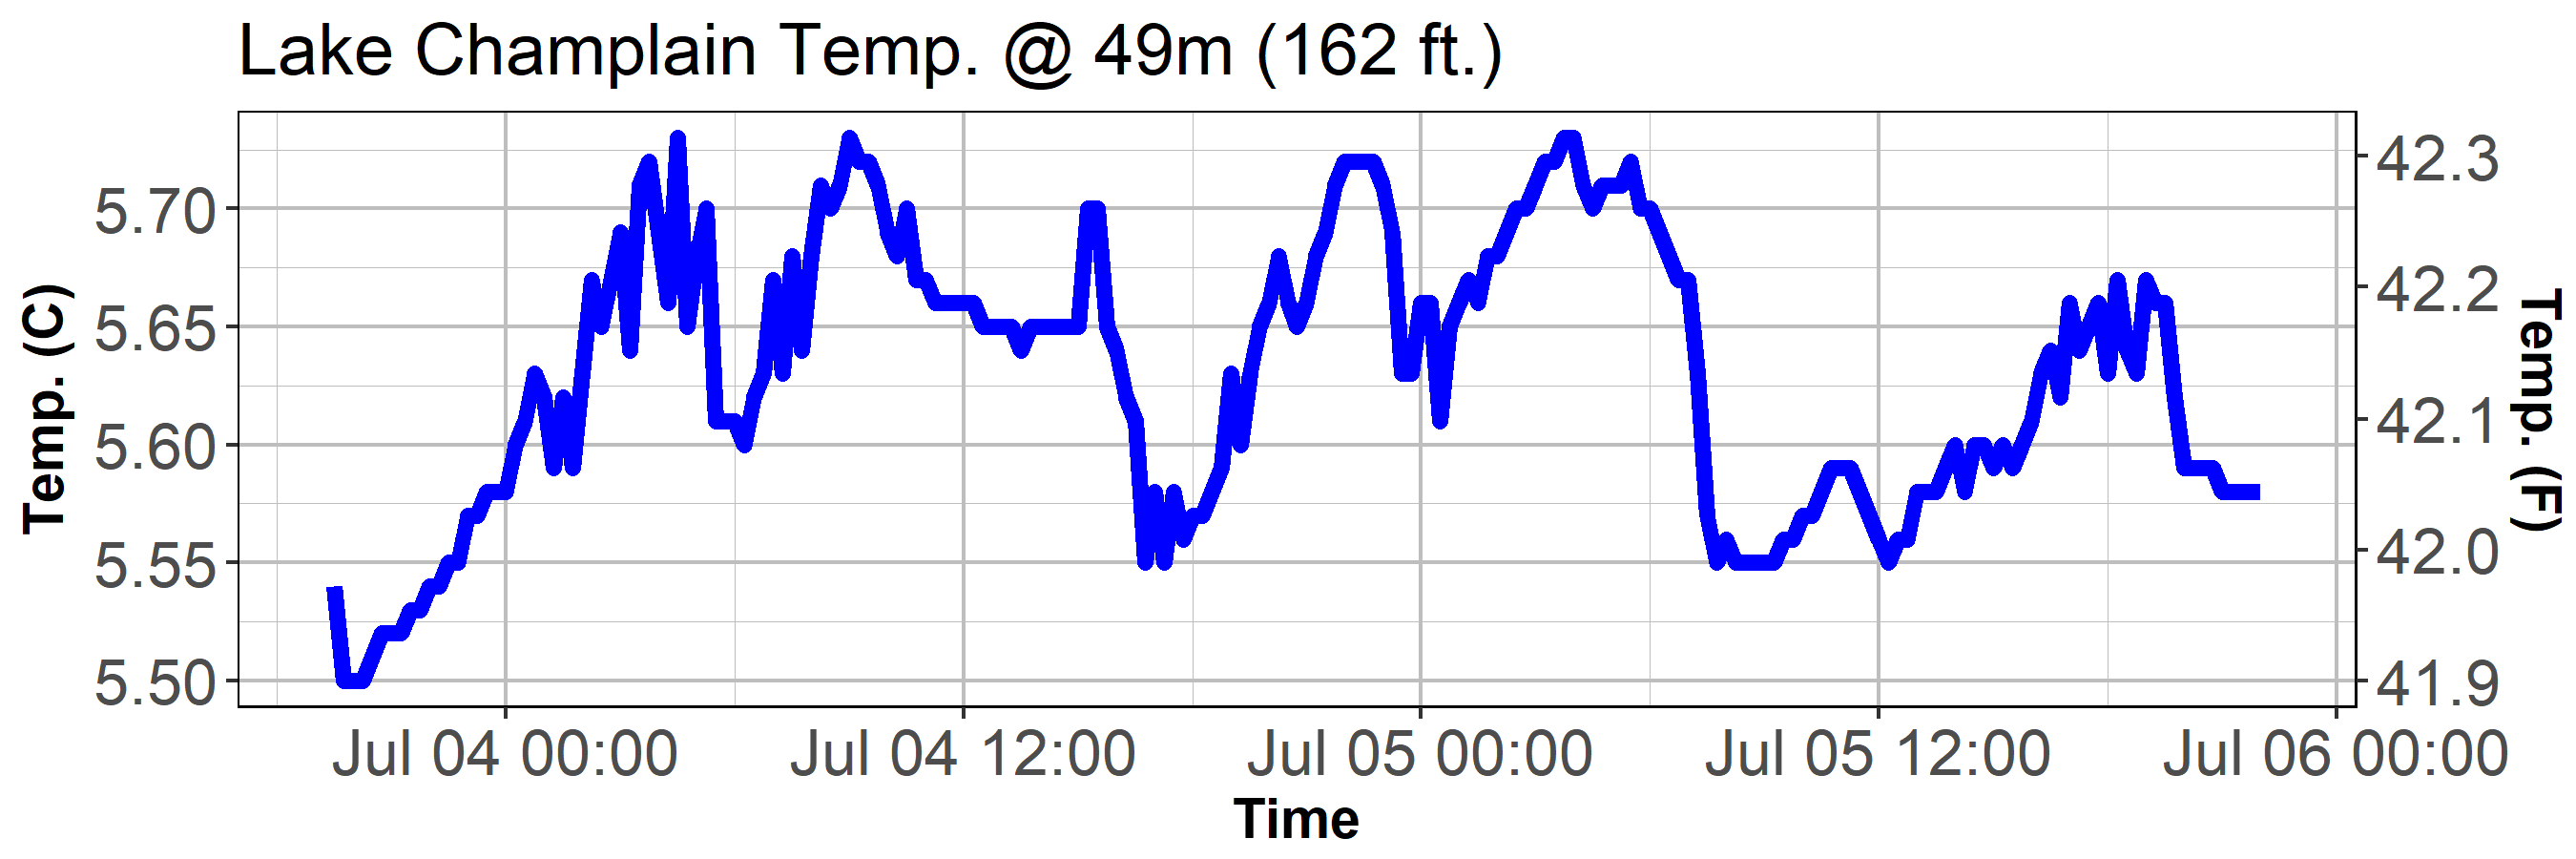 Lake Champlain Temp. @ 49m (162 ft.)
Temp. (C)
5.70
5.65
5.60
5.55
5.50
42.3
42.2
42.1
42.0
41.9
Temp. (F)
Jul 04 00:00
Jul 04 12:00
Jul 05 00:00
Jul 05 12:00
Jul 06 00:00
Time